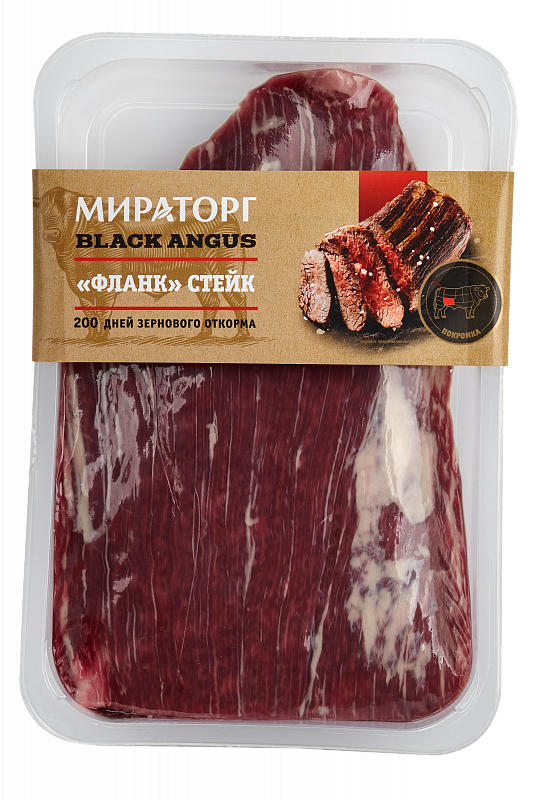 МИРАТОРГ
BLACK ANGUS
«ФЛАНК» СТЕЙК
200 ДНЕЙ ЗЕРНОВОГО ОТКОРМА
ПОКРОМКА